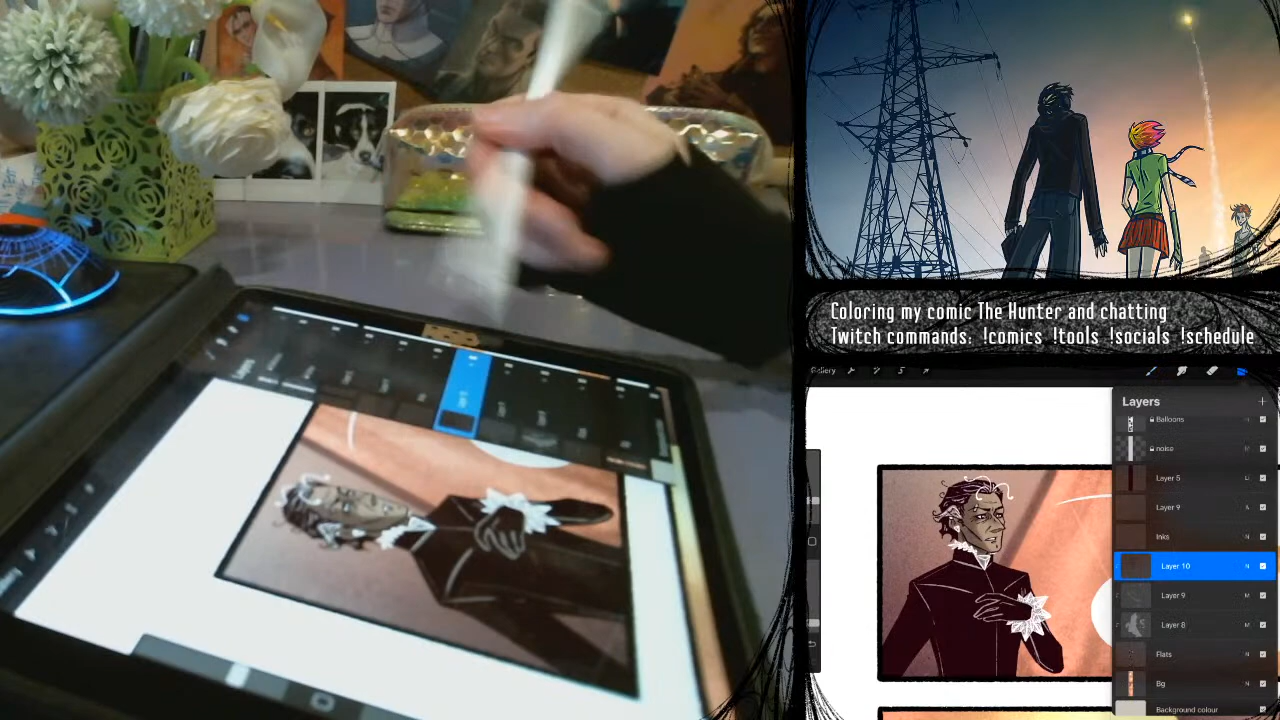 Coloring my comic The Hunter and chatting
Twitch commands: !comics !tools !socials !schedule
Gallery
Layers
Balloons
noise
Layer 5
Layer 9
Inks
Layer 10 N
Layer 9 M
Layer 8 M
Flats N
Bg N
Background colour